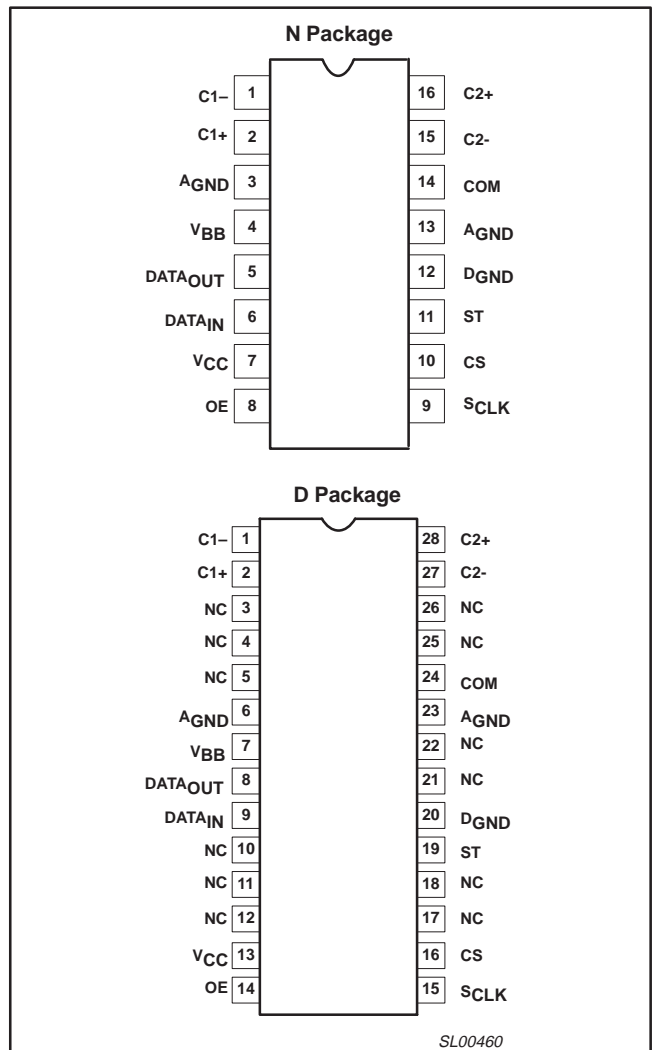 N Package
C1– 1 16 C2+
C1+ 2 15 C2-
AGND 3 14 COM
VBB 4 13 AGND
DATAOUT 5 12 DGND
DATAIN 6 11 ST
VCC 7 10 CS
OE 8 9 SCLK
D Package
C1– 1 28 C2+
C1+ 2 27 C2-
NC 3 26 NC
NC 4 25 NC
NC 5 24 COM
AGND 6 23 AGND
VBB 7 22 NC
DATAOUT 8 21 NC
DATAIN 9 20 DGND
NC 10 19 ST
NC 11 18 NC
NC 12 17 NC
VCC 13 16 CS
OE 14 15 SCLK
SL00460